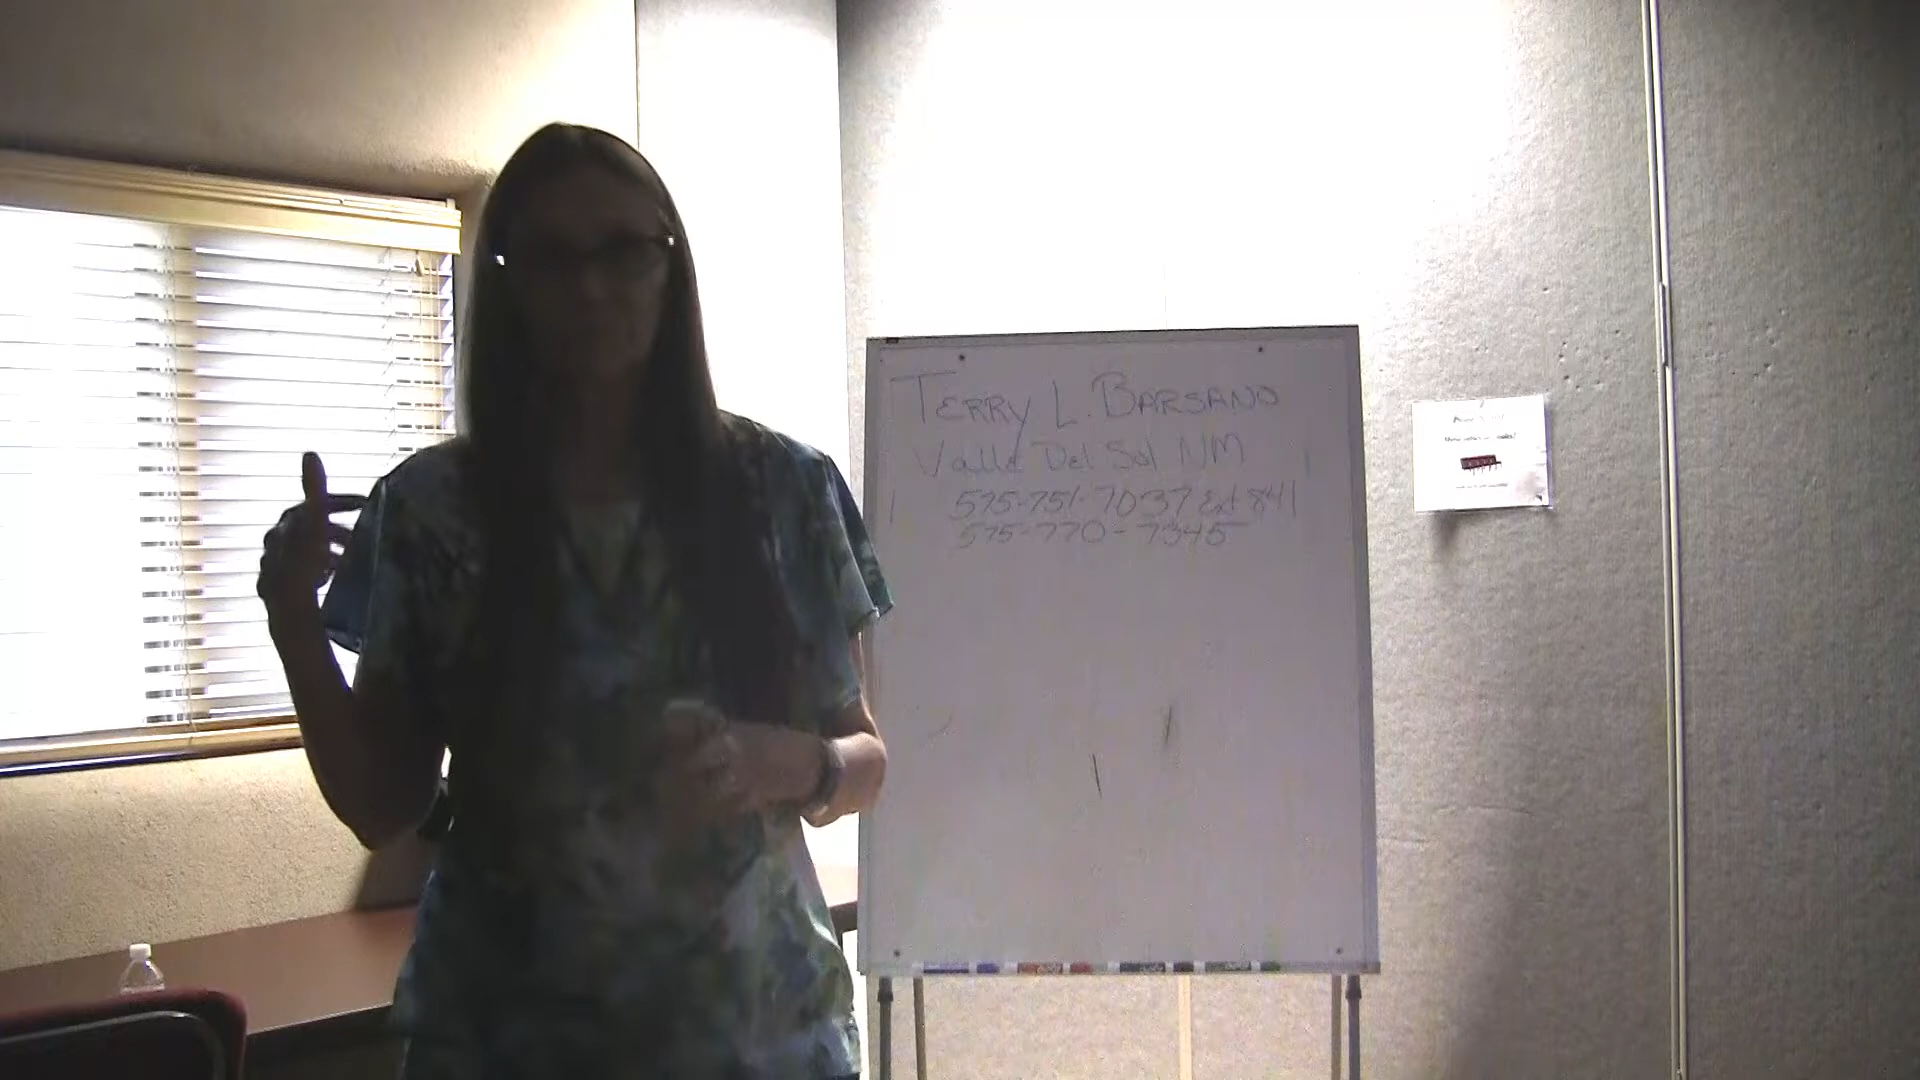 TERRY L. BARSANO
Valle Del Sol NM
575-751-7037 Ext 841
575-770-7345